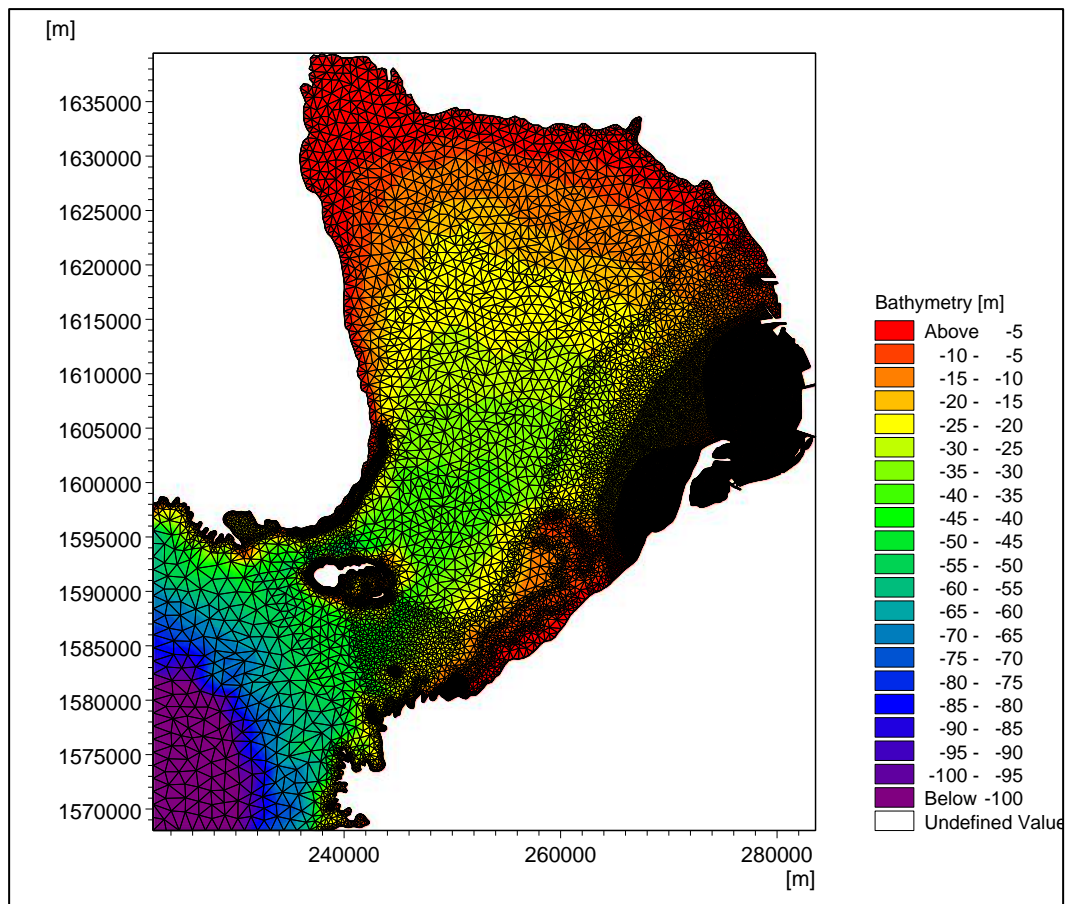 [m]
1635000
1630000
1625000
1620000
1615000
1610000
1605000
1600000
1595000
1590000
1585000
1580000
1575000
1570000
240000 260000 280000
[m]
Bathymetry [m]
Above -5
-10 - -5
-15 - -10
-20 - -15
-25 - -20
-30 - -25
-35 - -30
-40 - -35
-45 - -40
-50 - -45
-55 - -50
-60 - -55
-65 - -60
-70 - -65
-75 - -70
-80 - -75
-85 - -80
-90 - -85
-95 - -90
-100 - -95
Below -100
Undefined Value